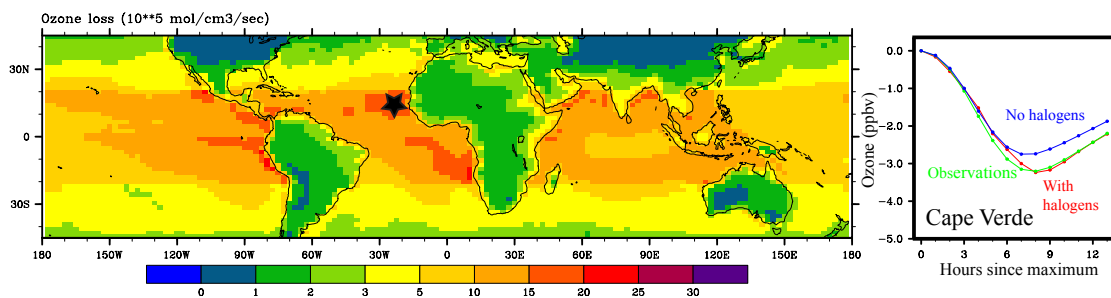 Ozone loss (10**5 mol/cm3/sec)
30N
0
30S
180 150W 120W 90W 60W 30W 0 30E 60E 90E 120E 150E 180
0 1 2 3 5 10 15 20 25 30
0.0
-1.0
-2.0
-3.0
-4.0
-5.0
Ozone (ppbv)
No halogens
Observations
With
halogens
Cape Verde
0 3 6 9 12
Hours since maximum